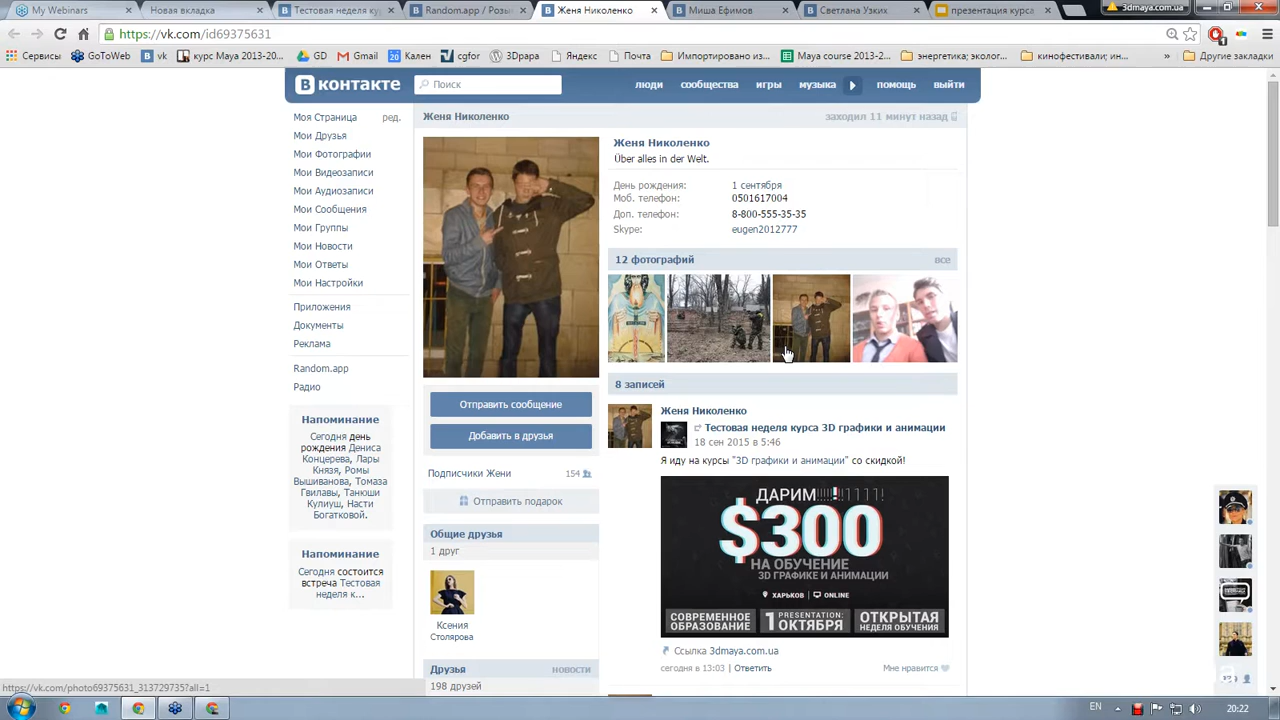 My Webinars
Новая вкладка
Тестовая неделя ку
Random.app / Розы
Женя Николенко
Миша Ефимов
Светлана Узких
презентация курса
3dmaya.com.ua
https://vk.com/id69375631
Сервисы
GoToWeb
vk
курс Maya 2013-20
GD
Gmail
20 Кален
cgfor
3Dpapa
Яндекс
Почта
Импортировано из...
Maya course 2013-2...
энергетика; эколог...
кинофестивали; ин...
»
Другие закладки
В контакте
Поиск
люди
сообщества
игры
музыка
помощь
выйти
Моя Страница ред.
Мои Друзья
Мои Фотографии
Мои Видеозаписи
Мои Аудиозаписи
Мои Сообщения
Мои Группы
Мои Новости
Мои Ответы
Мои Настройки
Приложения
Документы
Реклама
Random.app
Радио
Напоминание
Сегодня день
рождения Дениса
Концерева, Лары
Князя, Ромы
Вышиванова, Томаза
Гвилавы, Танюши
Кулиуш, Насти
Богатковой.
Напоминание
Сегодня состоится
встреча Тестовая
неделя к...
Женя Николенко
заходил 11 минут назад
Отправить сообщение
Добавить в друзья
Подписчики Жени 154
Отправить подарок
Общие друзья
1 друг
Ксения
Столярова
Друзья новости
198 друзей
Женя Николенко
Über alles in der Welt.
День рождения: 1 сентября
Моб. телефон: 0501617004
Доп. телефон: 8-800-555-35-35
Skype: eugen2012777
12 фотографий все
8 записей
Женя Николенко
Тестовая неделя курса 3D графики и анимации
18 сен 2015 в 5:46
Я иду на курсы "3D графики и анимации" со скидкой!
ДАРИМ!!!!!!1111!
$300
НА ОБУЧЕНИЕ
3D ГРАФИКЕ И АНИМАЦИИ
ХАРЬКОВ ONLINE
СОВРЕМЕННОЕ
ОБРАЗОВАНИЕ
1 PRESENTATION:
ОКТЯБРЯ
ОТКРЫТАЯ
НЕДЕЛЯ ОБУЧЕНИЯ
Ссылка 3dmaya.com.ua
сегодня в 13:03 | Ответить
Мне нравится
https://vk.com/photo69375631_313729735?all=1
EN
20:22